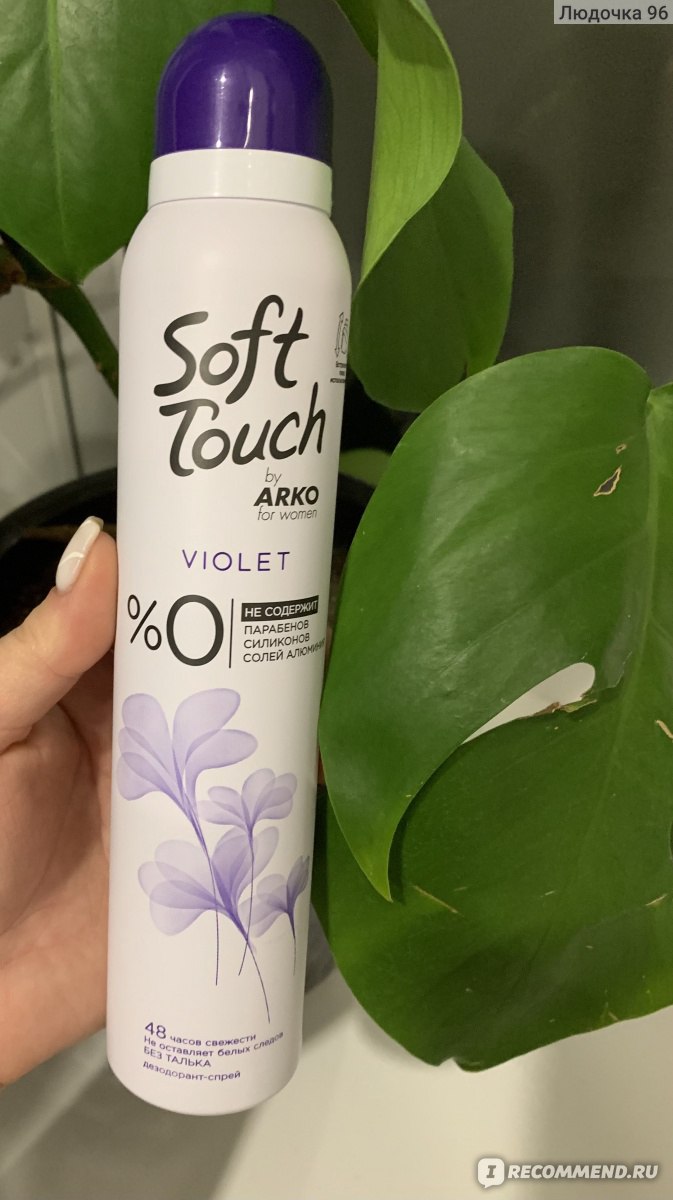 Людочка 96
Soft
Touch
by
ARKO
for women
VIOLET
%0
НЕ СОДЕРЖИТ
ПАРАБЕНОВ
СИЛИКОНОВ
СОЛЕЙ АЛЮМИНИЯ
48 часов свежести
Не оставляет белых следов
БЕЗ ТАЛЬКА
дезодорант-спрей
I RECOMMEND.RU